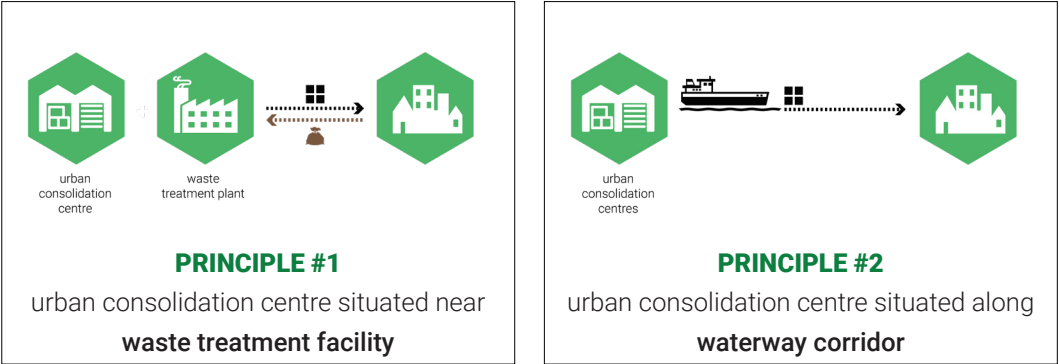 urban
consolidation
centre
waste
treatment plant
PRINCIPLE #1
urban consolidation centre situated near
waste treatment facility
urban
consolidation
centres
PRINCIPLE #2
urban consolidation centre situated along
waterway corridor